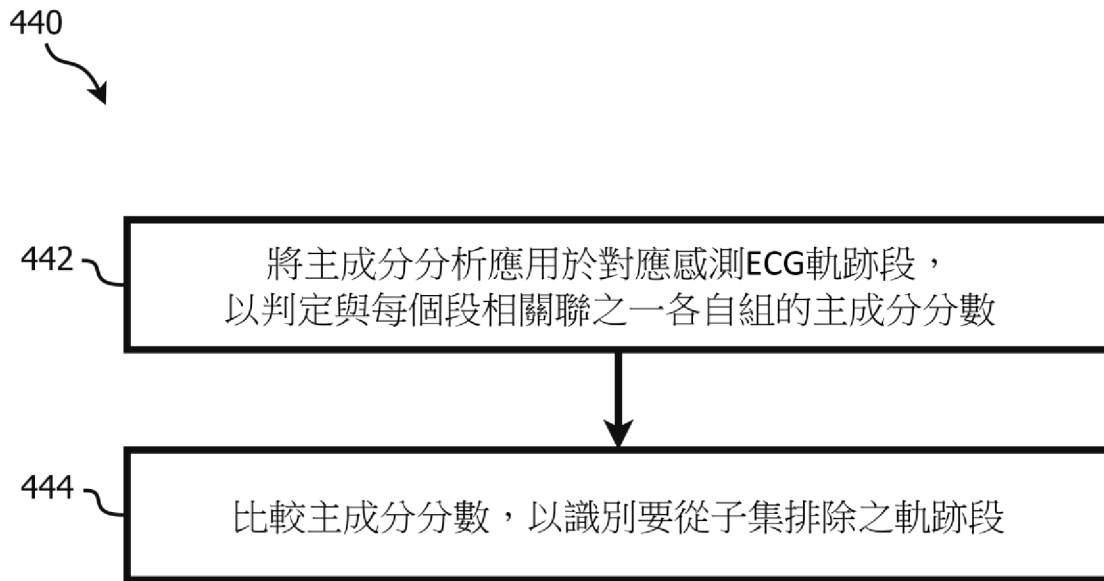 440
442
將主成分分析應用於對應感測ECG軌跡段，
以判定與每個段相關聯之一各自組的主成分分數
444
比較主成分分數，以識別要從子集排除之軌跡段